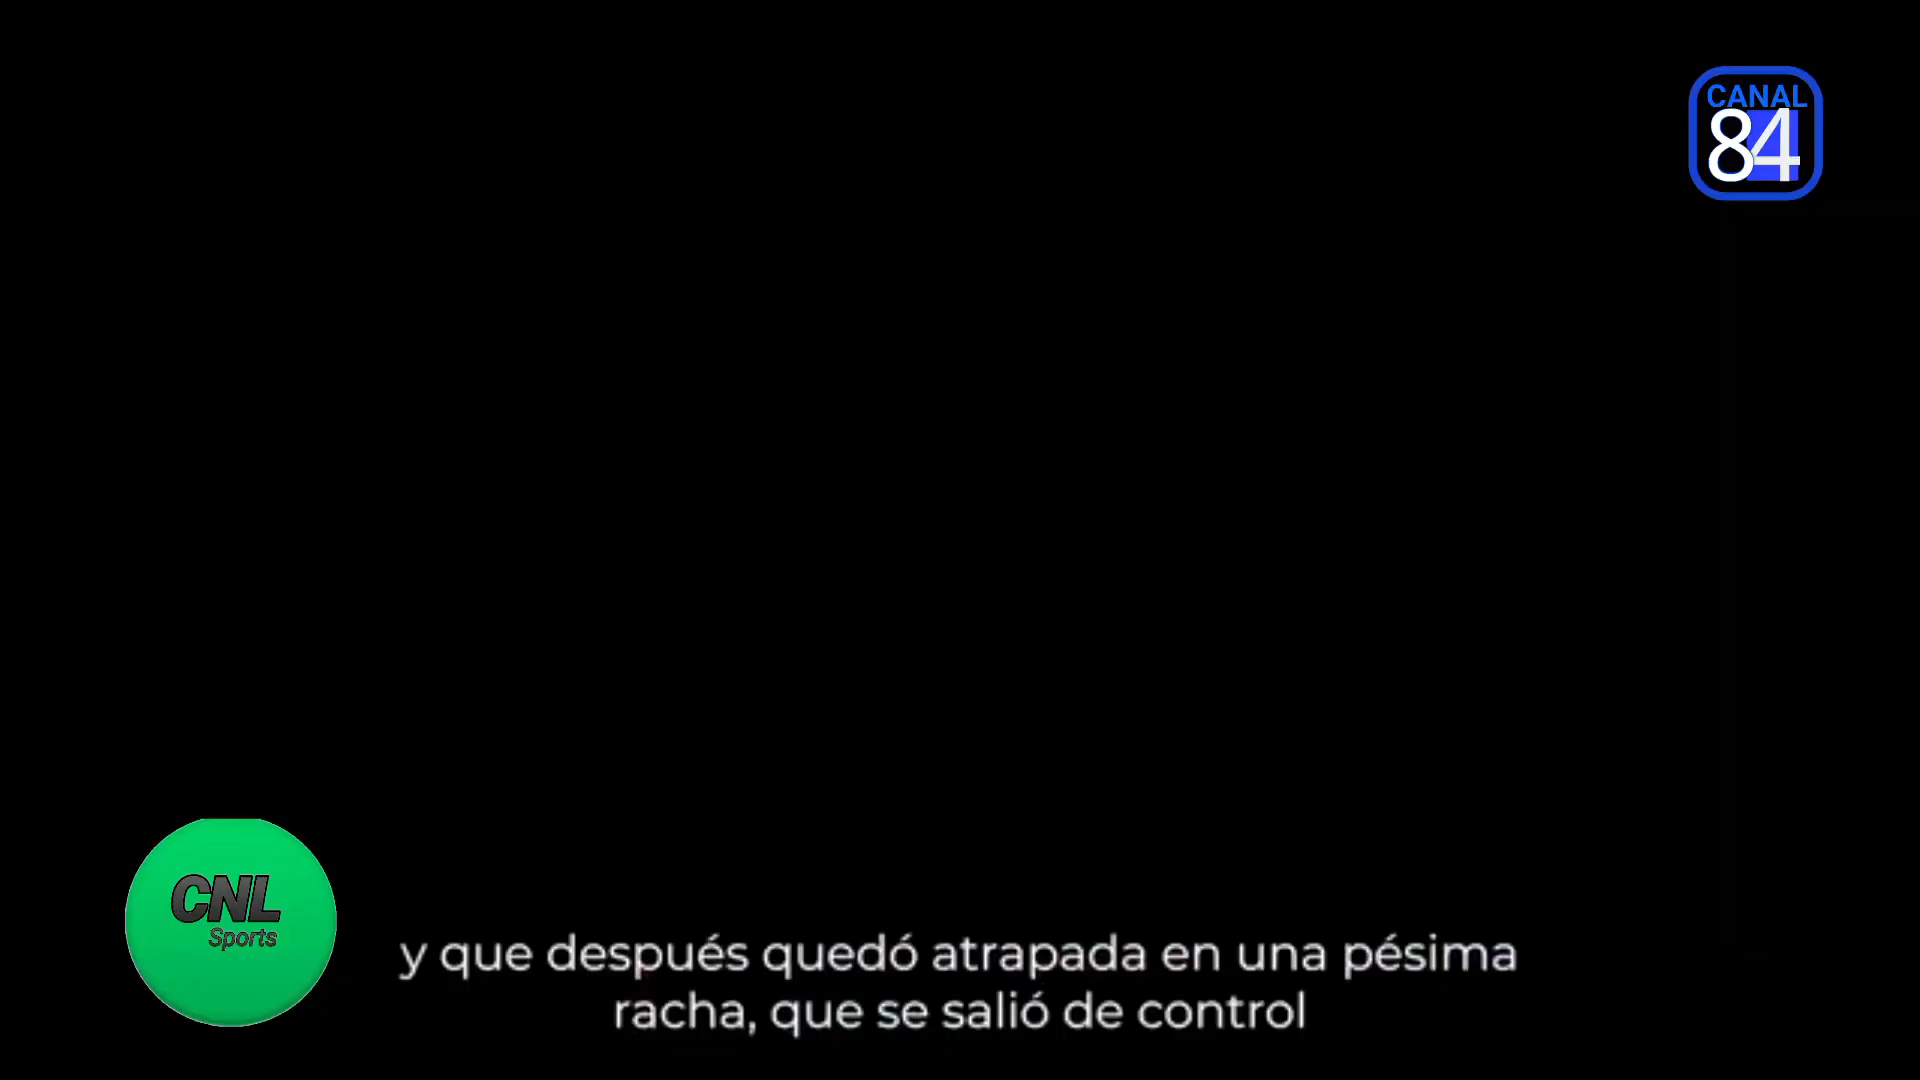 CANAL
84
CNL
Sports
y que después quedó atrapada en una pésima
racha, que se salió de control